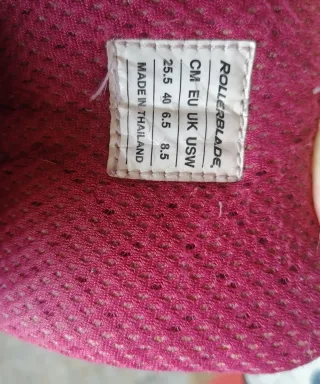 ROLLERBLADE®
CM EU UK USW
25.5 40 6.5 8.5
MADE IN THAILAND